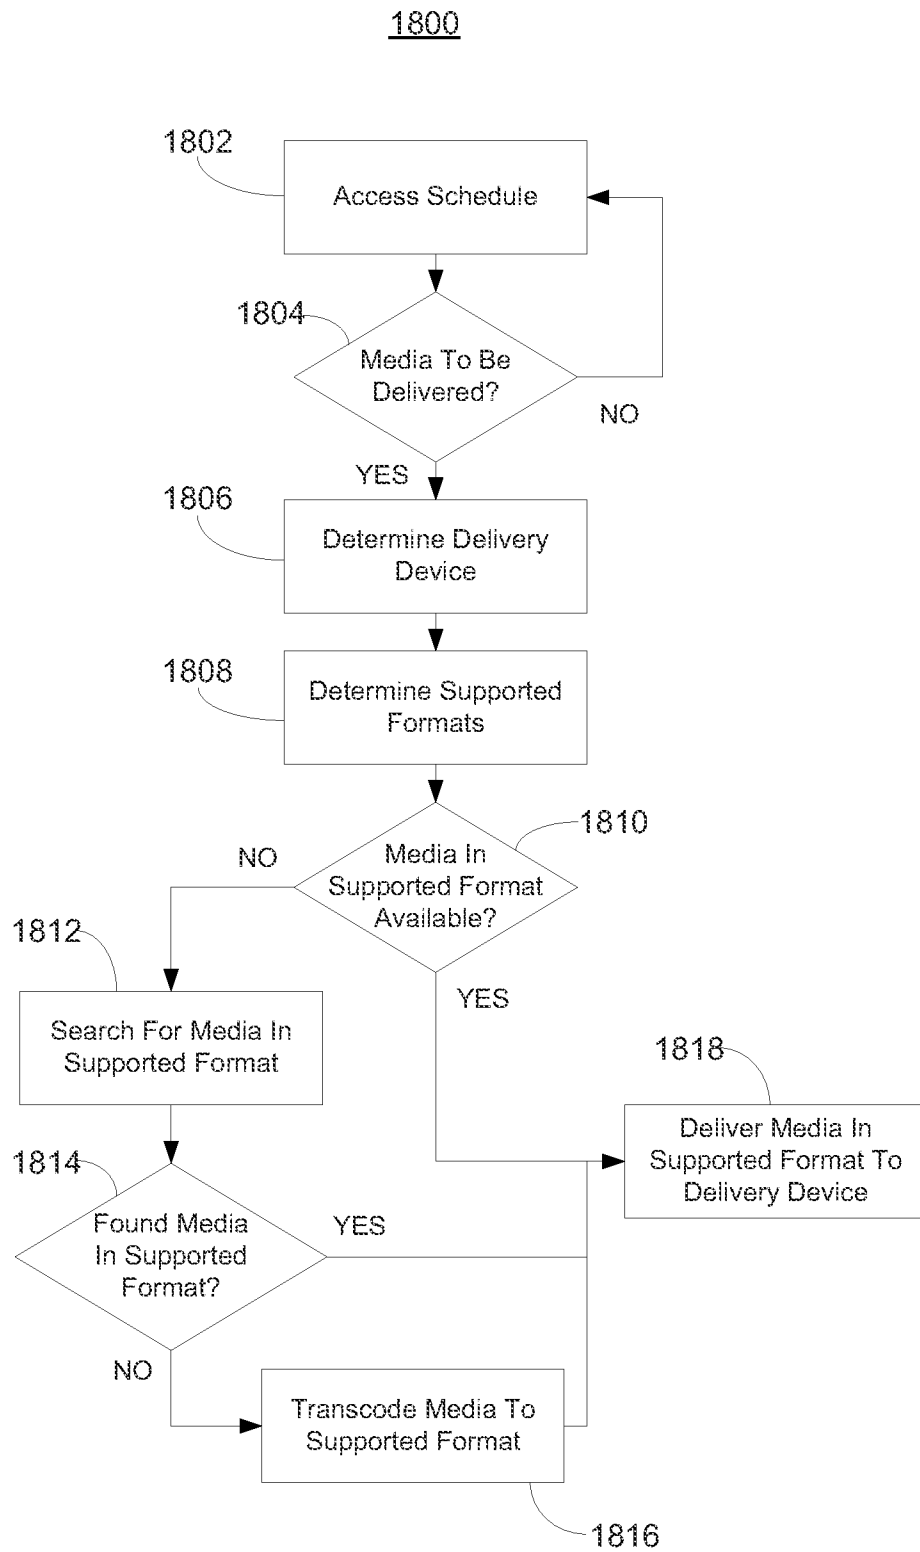 1800
1802
Access Schedule
1804
Media To Be
Delivered?
NO
YES
1806
Determine Delivery
Device
1808
Determine Supported
Formats
1810
Media In
Supported Format
Available?
NO
YES
1812
Search For Media In
Supported Format
1818
Deliver Media In
Supported Format To
Delivery Device
1814
Found Media
In Supported
Format?
YES
NO
Transcode Media To
Supported Format
1816